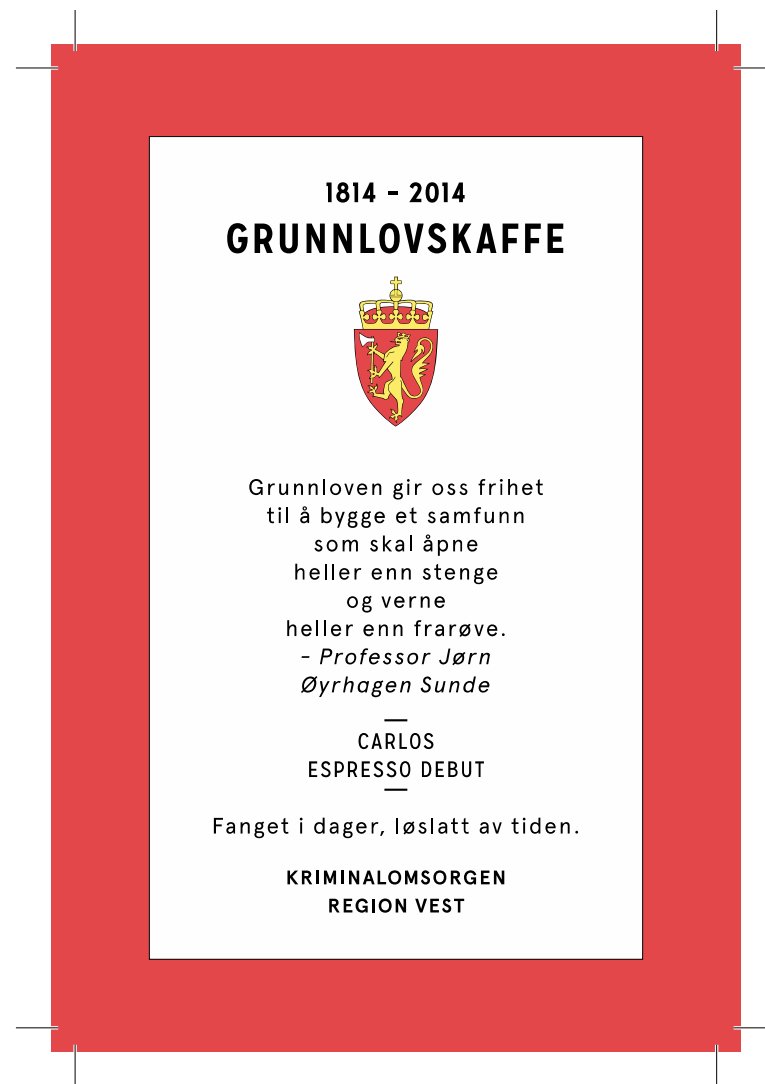 1814 – 2014
GRUNNLOVSKAFFE
Grunnloven gir oss frihet
til å bygge et samfunn
som skal åpne
heller enn stenge
og verne
heller enn frarøve.
– Professor Jørn
Øyrhagen Sunde
CARLOS
ESPRESSO DEBUT
Fanget i dager, løslatt av tiden.
KRIMINALOMSORGEN
REGION VEST